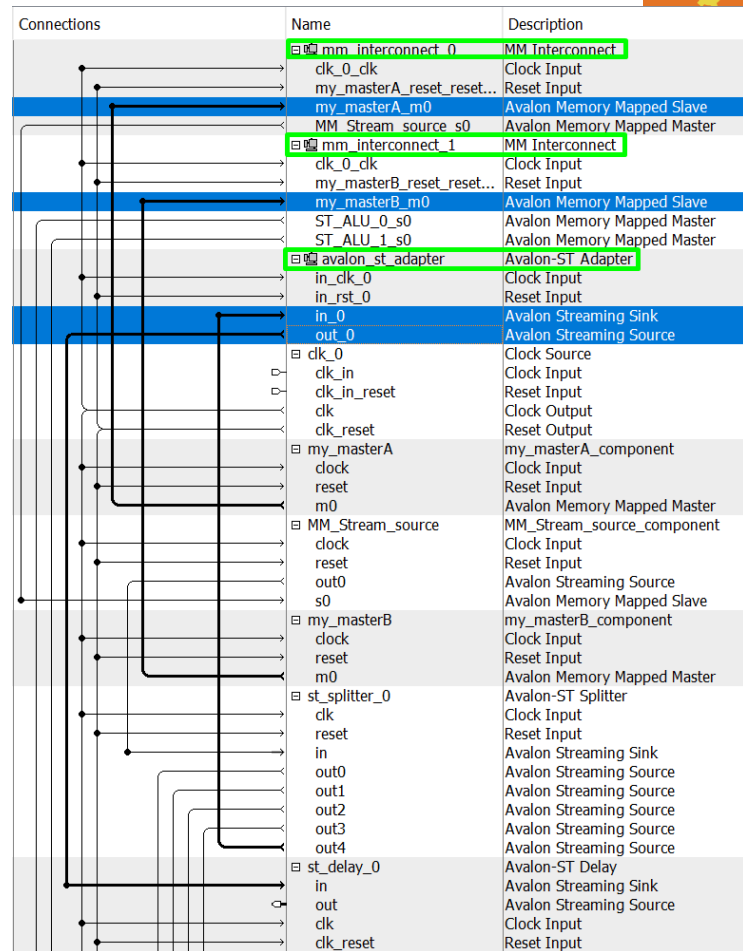 Connections Name Description
mm_interconnect_0 MM Interconnect
clk_0_clk Clock Input
my_masterA_reset_reset... Reset Input
my_masterA_m0 Avalon Memory Mapped Slave
MM_Stream_source_s0 Avalon Memory Mapped Master
mm_interconnect_1 MM Interconnect
clk_0_clk Clock Input
my_masterB_reset_reset... Reset Input
my_masterB_m0 Avalon Memory Mapped Slave
ST_ALU_0_s0 Avalon Memory Mapped Master
ST_ALU_1_s0 Avalon Memory Mapped Master
avalon_st_adapter Avalon-ST Adapter
in_clk_0 Clock Input
in_rst_0 Reset Input
in_0 Avalon Streaming Sink
out_0 Avalon Streaming Source
clk_0 Clock Source
clk_in Clock Input
clk_in_reset Reset Input
clk Clock Output
clk_reset Reset Output
my_masterA my_masterA_component
clock Clock Input
reset Reset Input
m0 Avalon Memory Mapped Master
MM_Stream_source MM_Stream_source_component
clock Clock Input
reset Reset Input
out0 Avalon Streaming Source
s0 Avalon Memory Mapped Slave
my_masterB my_masterB_component
clock Clock Input
reset Reset Input
m0 Avalon Memory Mapped Master
st_splitter_0 Avalon-ST Splitter
clk Clock Input
reset Reset Input
in Avalon Streaming Sink
out0 Avalon Streaming Source
out1 Avalon Streaming Source
out2 Avalon Streaming Source
out3 Avalon Streaming Source
out4 Avalon Streaming Source
st_delay_0 Avalon-ST Delay
in Avalon Streaming Sink
out Avalon Streaming Source
clk Clock Input
clk_reset Reset Input